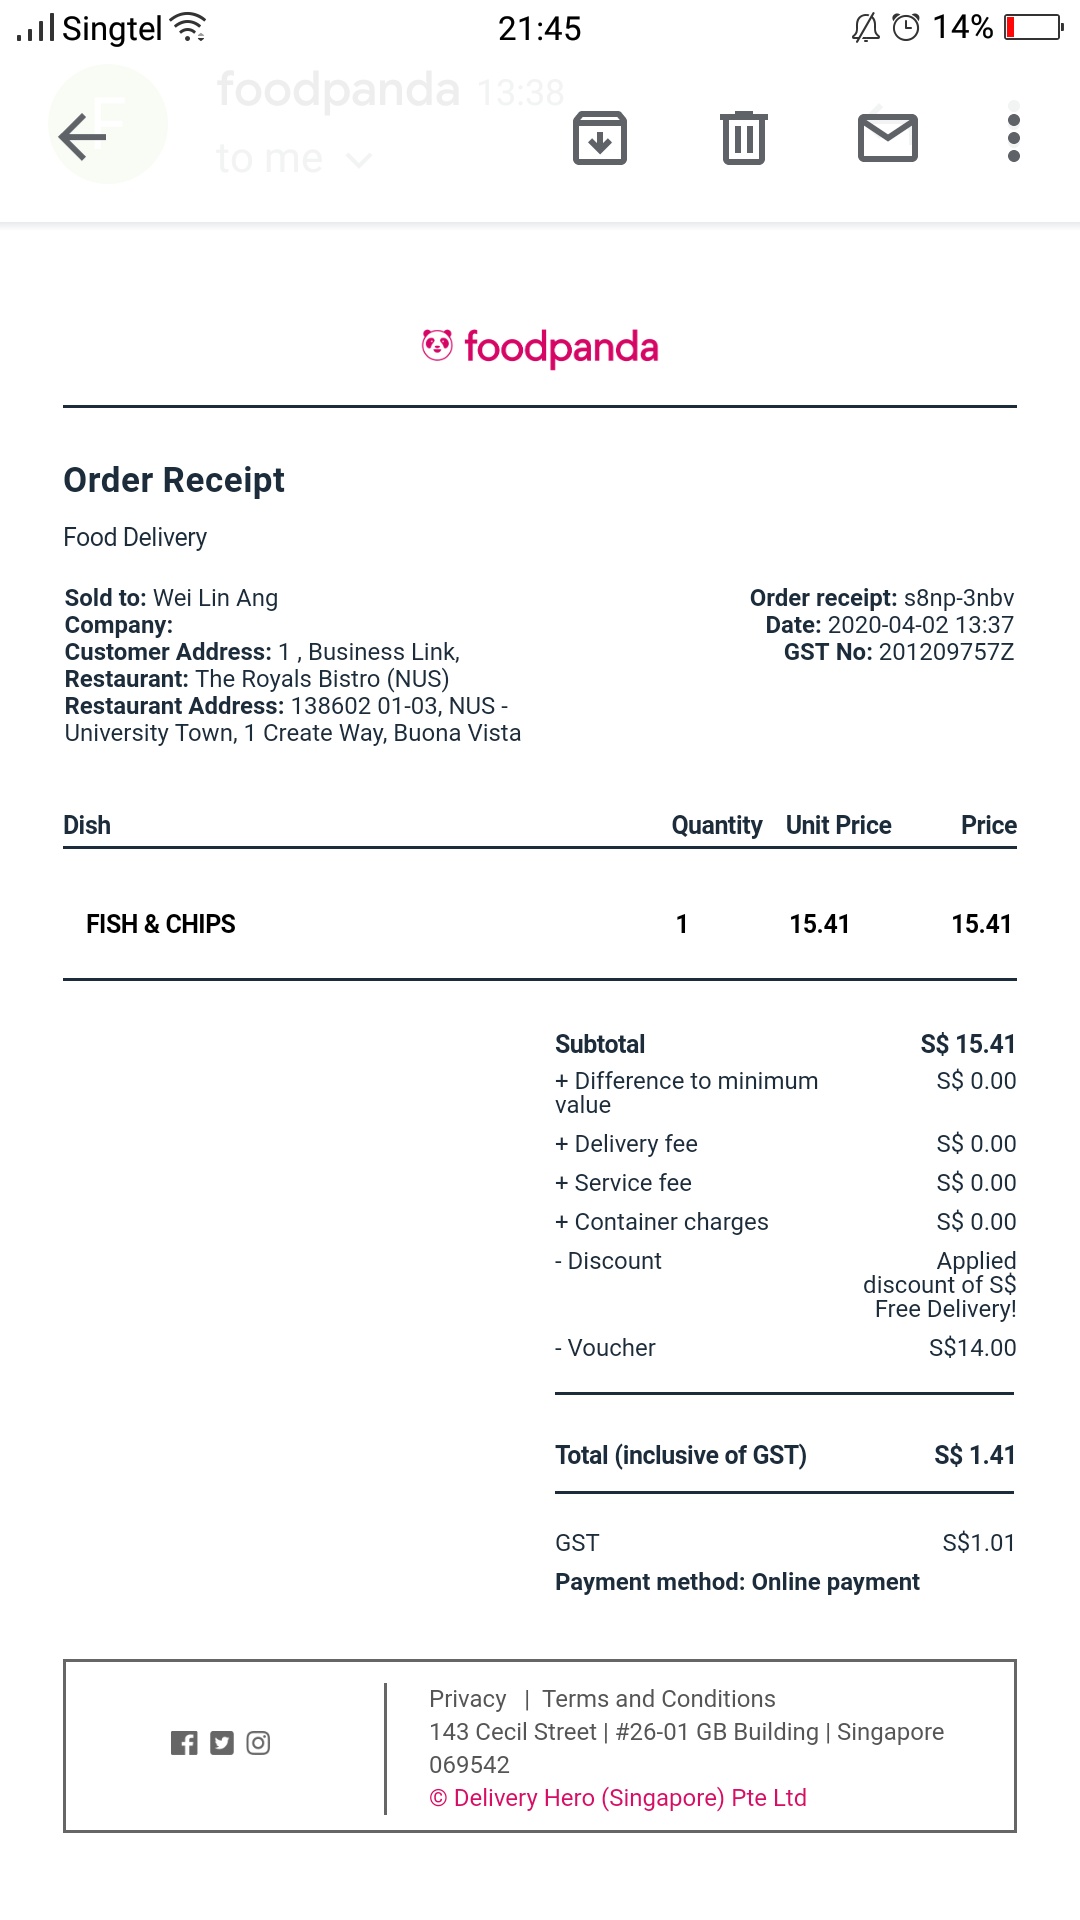 Singtel 21:45 14%
foodpanda 13:38
F
to me
foodpanda
Order Receipt
Food Delivery
Sold to: Wei Lin Ang
Company:
Customer Address: 1 , Business Link,
Restaurant: The Royals Bistro (NUS)
Restaurant Address: 138602 01-03, NUS -
University Town, 1 Create Way, Buona Vista
Order receipt: s8np-3nbv
Date: 2020-04-02 13:37
GST No: 201209757Z
Dish Quantity Unit Price Price
FISH & CHIPS 1 15.41 15.41
Subtotal S$ 15.41
+ Difference to minimum S$ 0.00
value
+ Delivery fee S$ 0.00
+ Service fee S$ 0.00
+ Container charges S$ 0.00
- Discount Applied
discount of S$
Free Delivery!
- Voucher S$14.00
Total (inclusive of GST) S$ 1.41
GST S$1.01
Payment method: Online payment
Privacy | Terms and Conditions
143 Cecil Street | #26-01 GB Building | Singapore
069542
© Delivery Hero (Singapore) Pte Ltd